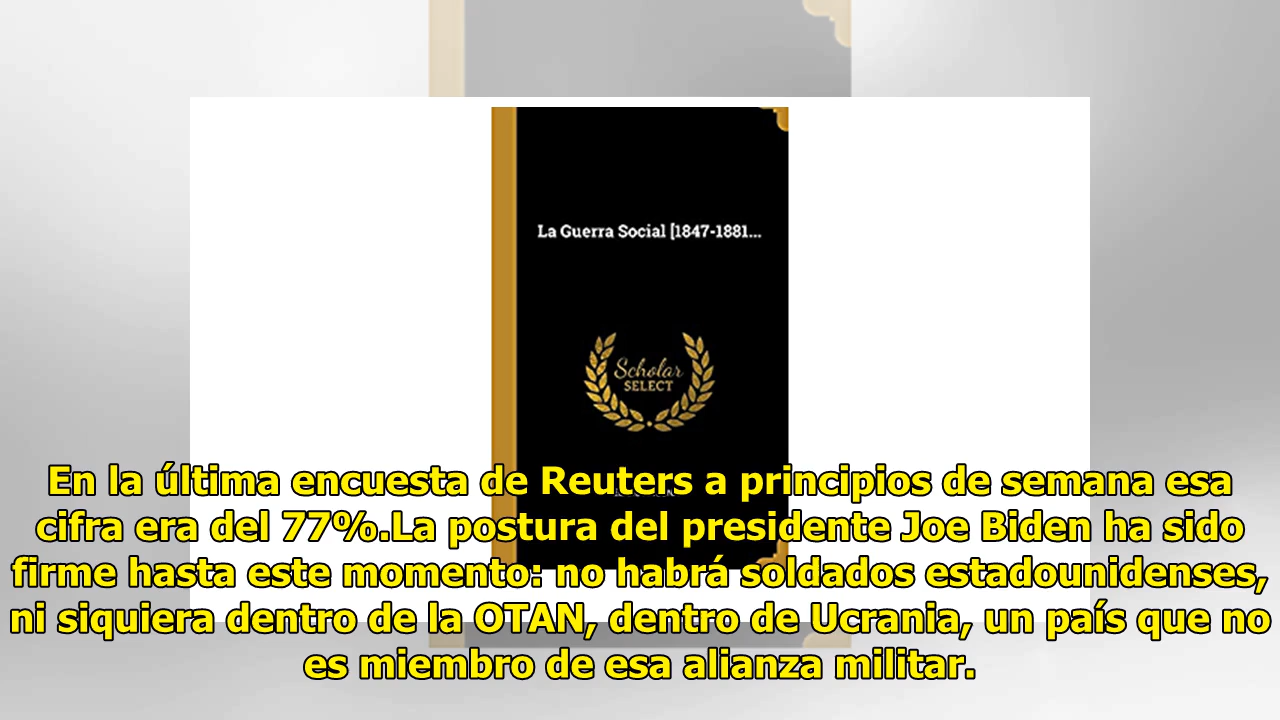 La Guerra Social [1847-1881...
Scholar
SELECT
En la última encuesta de Reuters a principios de semana esa
cifra era del 77%.La postura del presidente Joe Biden ha sido
firme hasta este momento: no habrá soldados estadounidenses,
ni siquiera dentro de la OTAN, dentro de Ucrania, un país que no
es miembro de esa alianza militar.